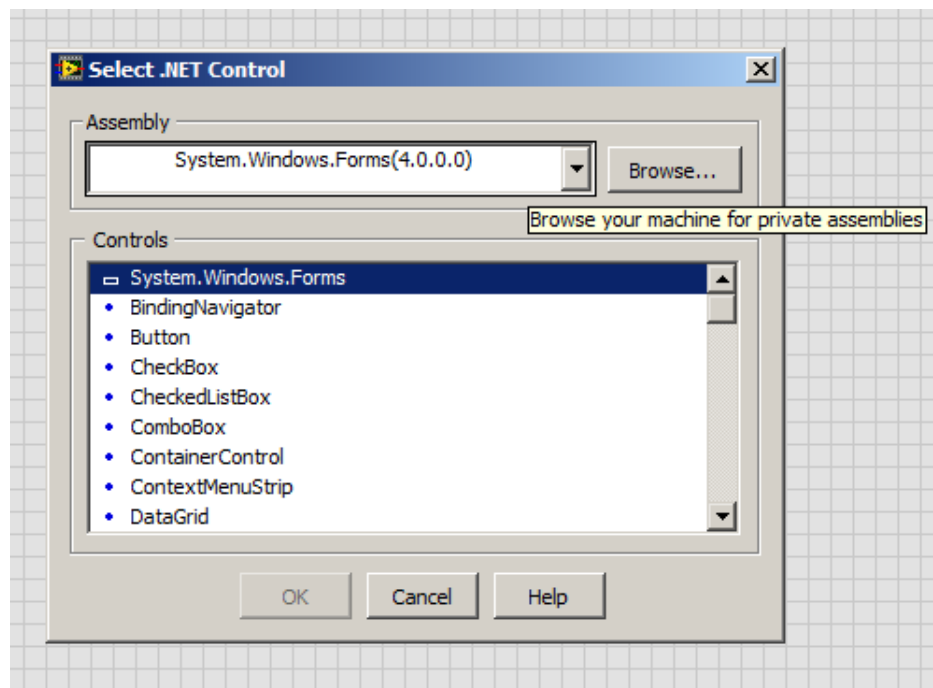 Select .NET Control
Assembly
System.Windows.Forms(4.0.0.0)
Browse...
Browse your machine for private assemblies
Controls
System.Windows.Forms
BindingNavigator
Button
CheckBox
CheckedListBox
ComboBox
ContainerControl
ContextMenuStrip
DataGrid
OK
Cancel
Help